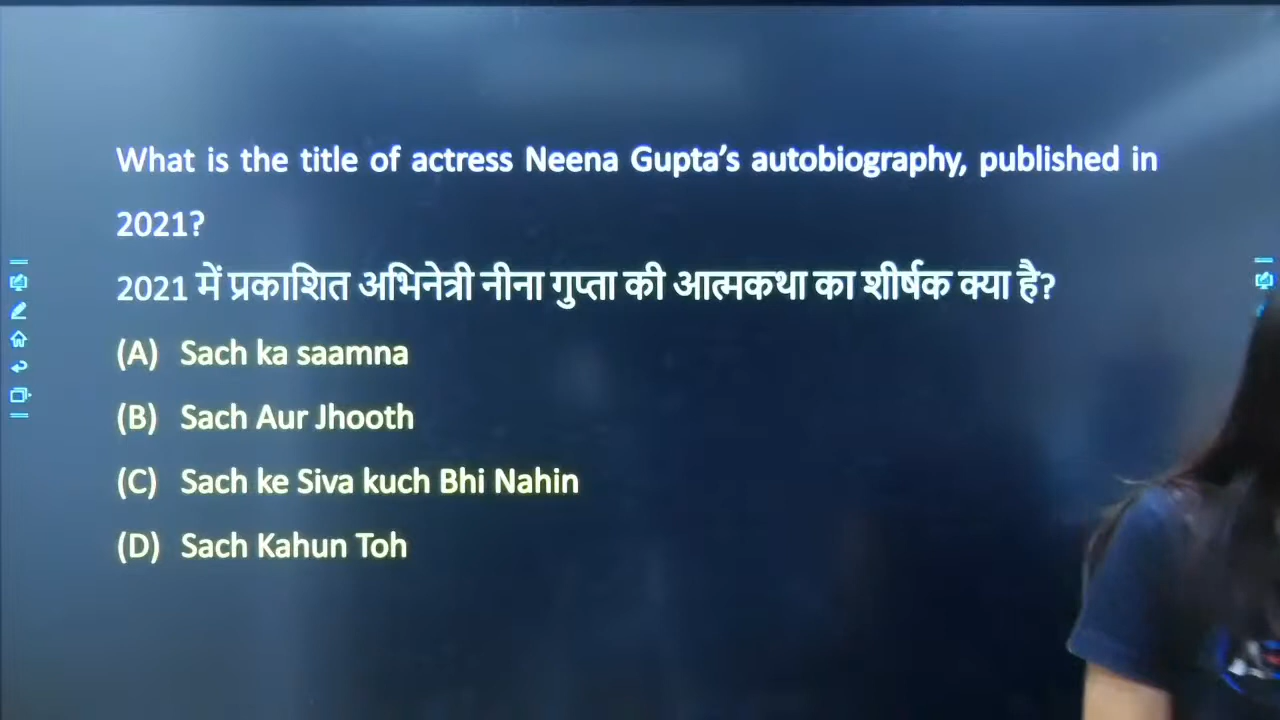 What is the title of actress Neena Gupta’s autobiography, published in
2021?
2021 में प्रकाशित अभिनेत्री नीना गुप्ता की आत्मकथा का शीर्षक क्या है?
(A) Sach ka saamna
(B) Sach Aur Jhooth
(C) Sach ke Siva kuch Bhi Nahin
(D) Sach Kahun Toh